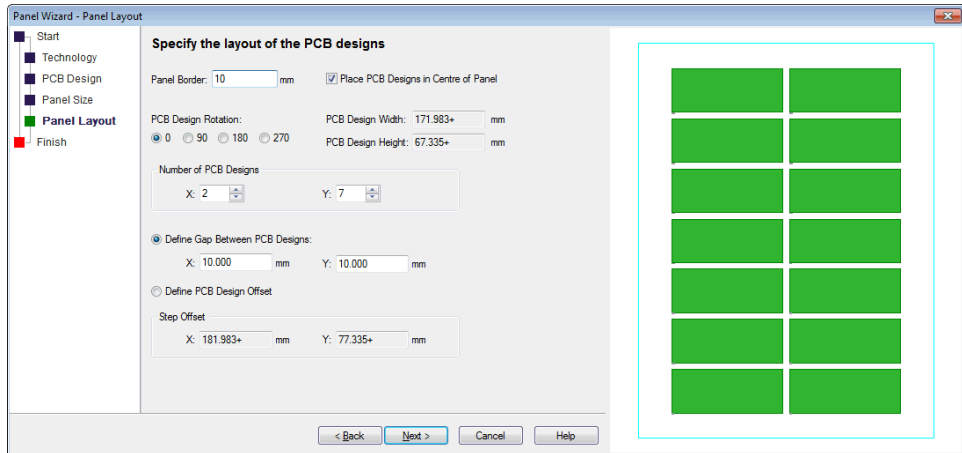 Panel Wizard - Panel Layout
Start
Technology
PCB Design
Panel Size
Panel Layout
Finish
Specify the layout of the PCB designs
Panel Border: 10 mm
Place PCB Designs in Centre of Panel
PCB Design Rotation:
0 90 180 270
PCB Design Width: 171.983+ mm
PCB Design Height: 67.335+ mm
Number of PCB Designs
X: 2 Y: 7
Define Gap Between PCB Designs:
X: 10.000 mm Y: 10.000 mm
Define PCB Design Offset
Step Offset
X: 181.983+ mm Y: 77.335+ mm
< Back Next > Cancel Help